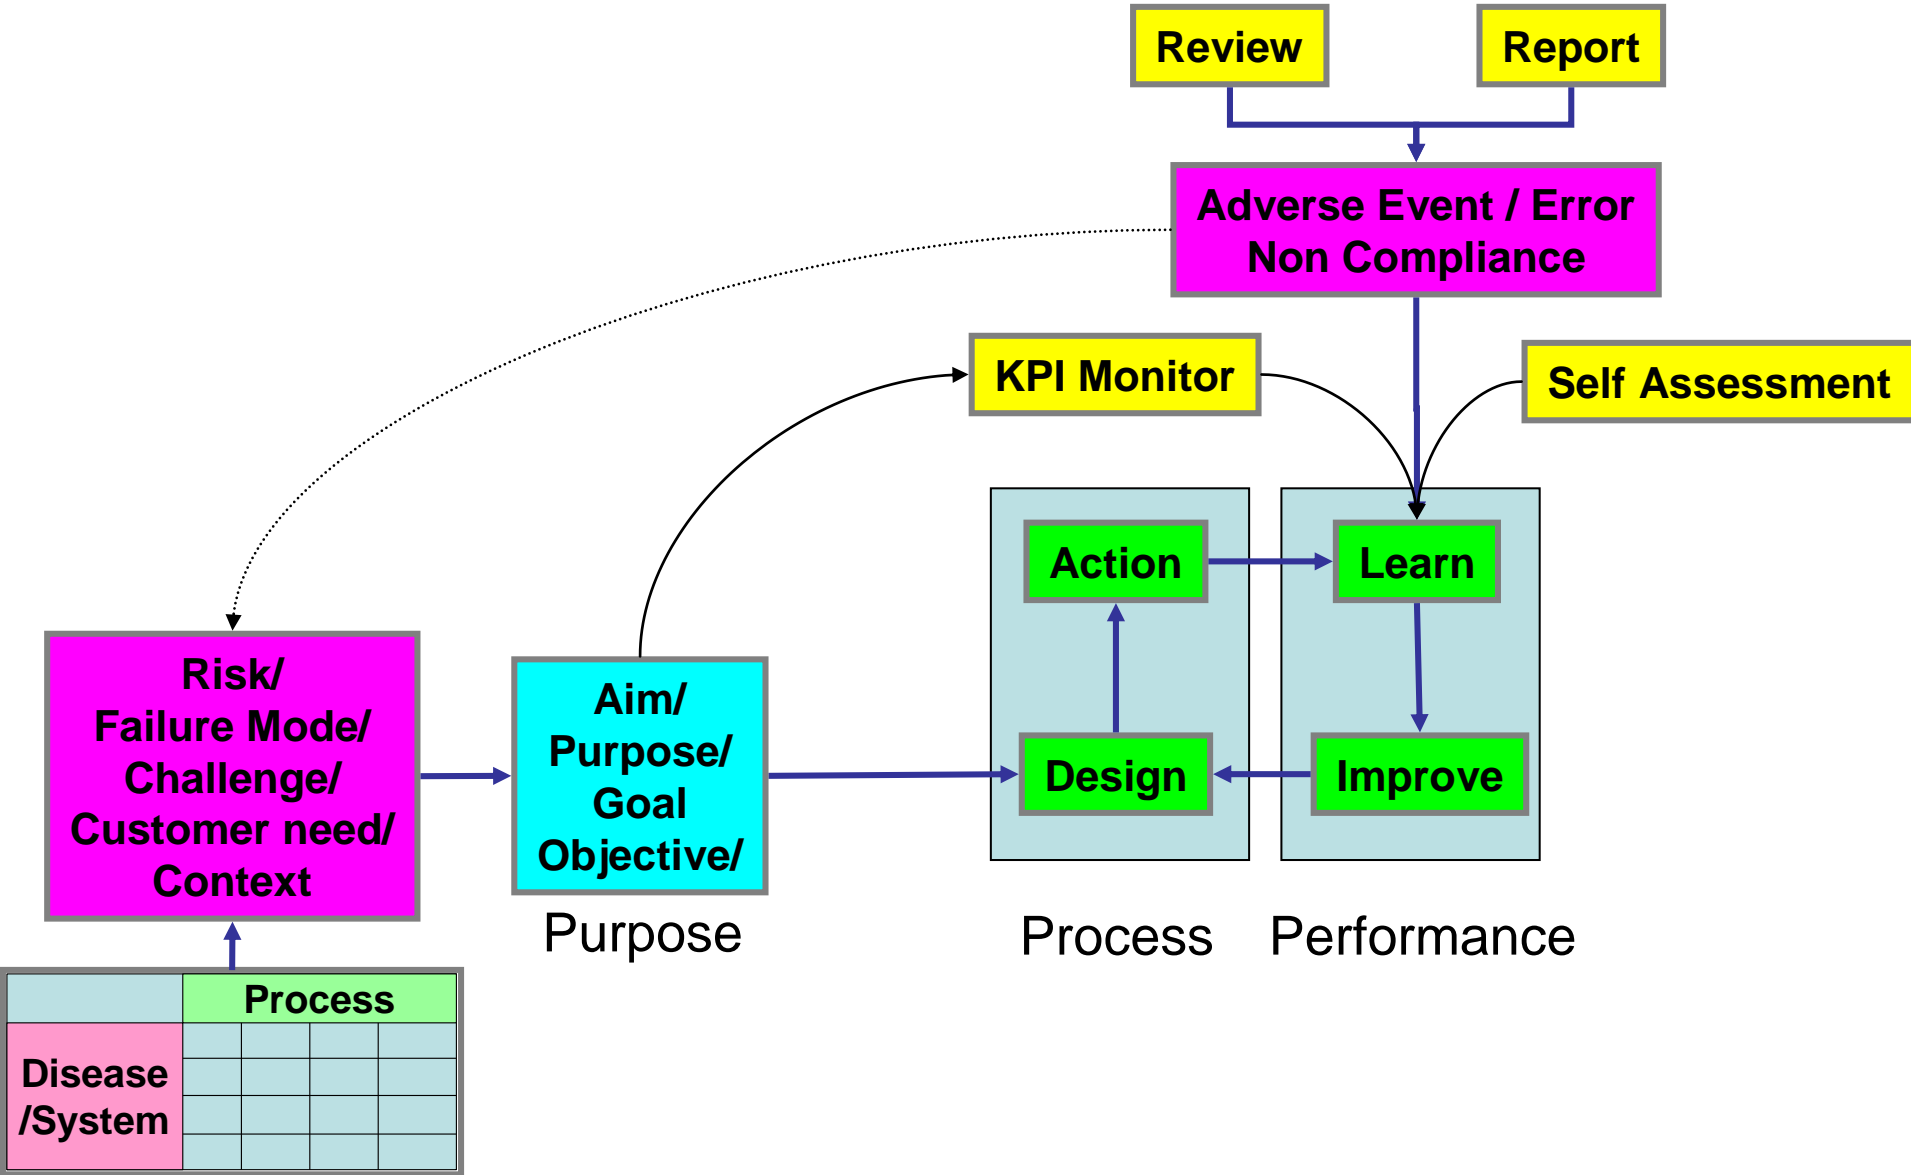 Review
Report
Adverse Event / Error
Non Compliance
KPI Monitor
Self Assessment
Action
Learn
Risk/
Failure Mode/
Challenge/
Customer need/
Context
Aim/
Purpose/
Goal
Objective/
Design
Improve
Purpose
Process
Performance
Process
Disease
/System